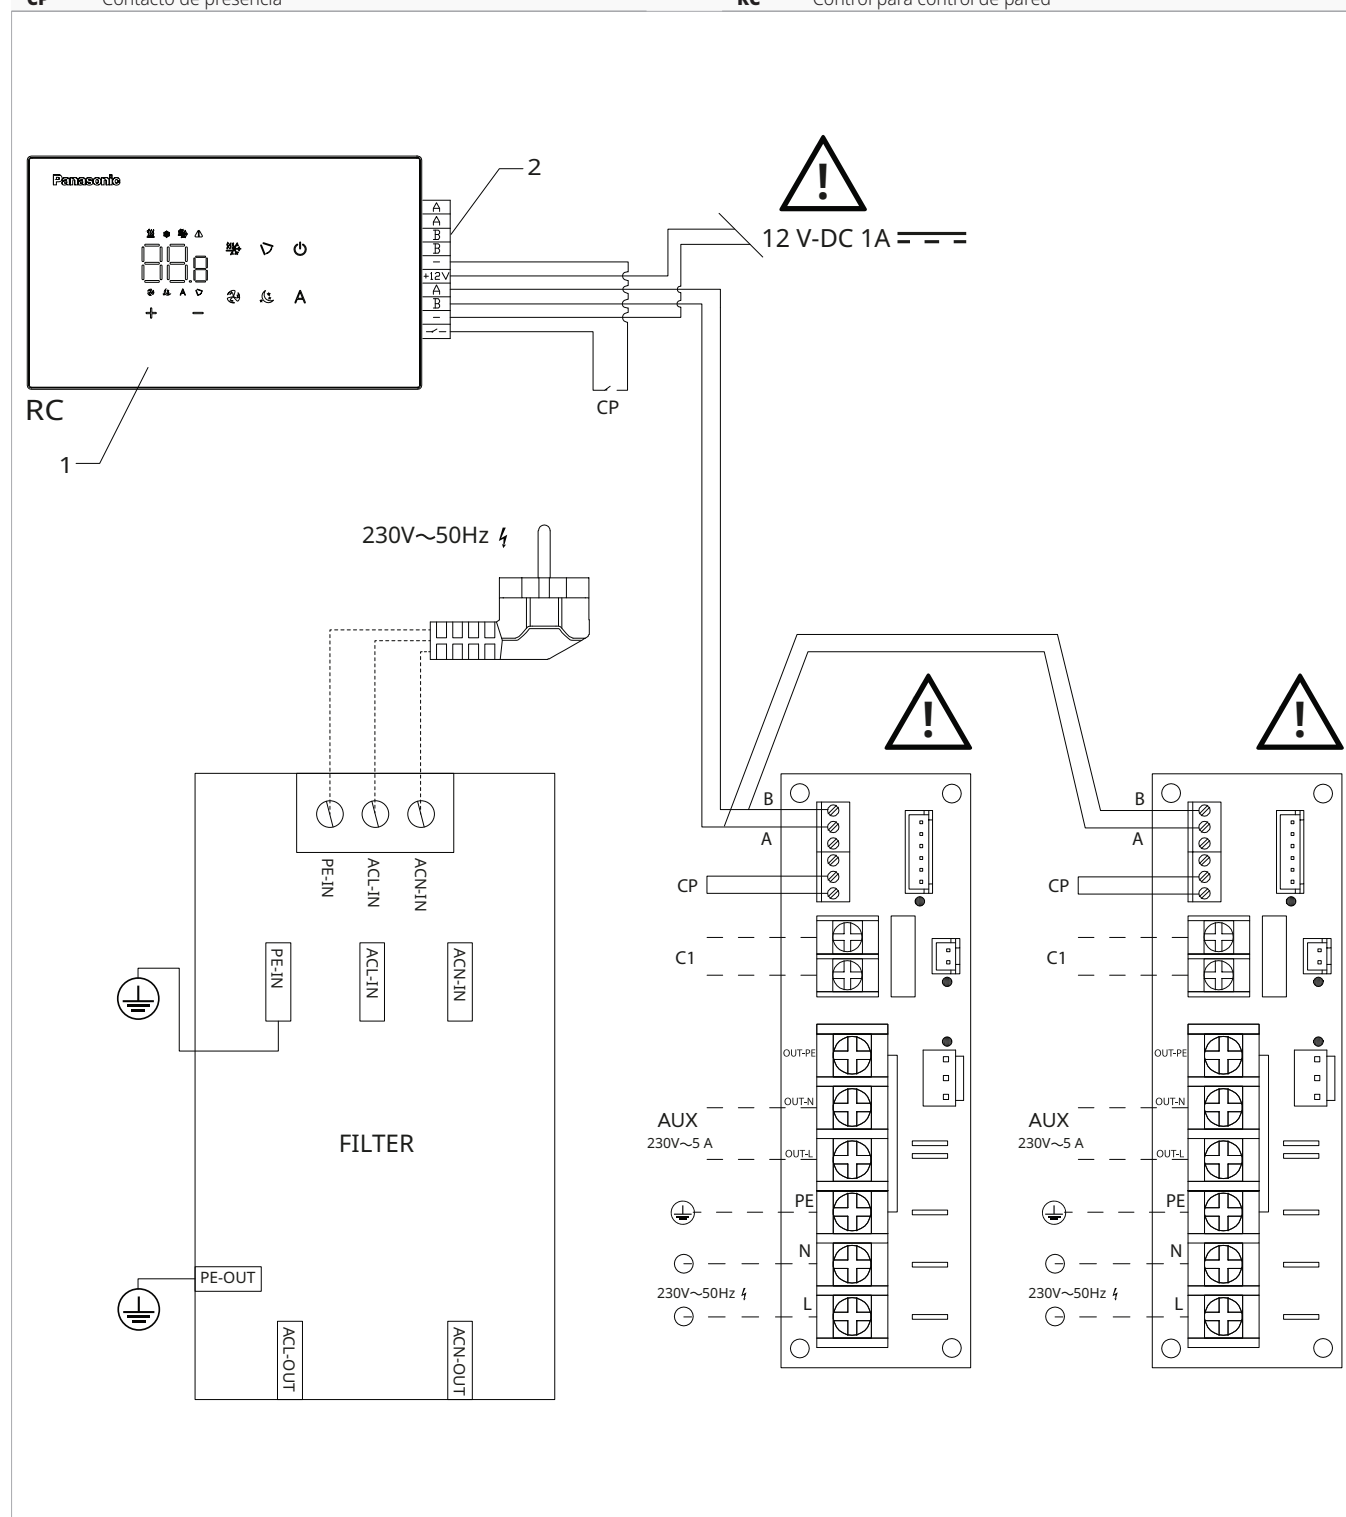 CP Contacto de presencia
RC Control para control de pared
Panasonic
88.8
A
A
A
B
B
-
+12V
A
B
-
2
12 V-DC 1A
RC
1
CP
230V~50Hz
PE-IN
ACL-IN
ACN-IN
PE-IN
ACL-IN
ACN-IN
FILTER
PE-OUT
ACL-OUT
ACN-OUT
B
A
CP
C1
OUT-PE
OUT-N
AUX
230V~5 A
OUT-L
PE
N
230V~50Hz
L
B
A
CP
C1
OUT-PE
OUT-N
AUX
230V~5 A
OUT-L
PE
N
230V~50Hz
L